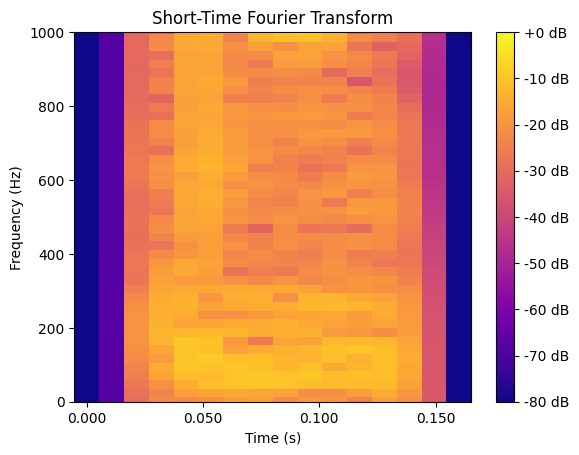 Short-Time Fourier Transform
Frequency (Hz)
1000
800
600
400
200
0
0.000 0.050 0.100 0.150
Time (s)
+0 dB
-10 dB
-20 dB
-30 dB
-40 dB
-50 dB
-60 dB
-70 dB
-80 dB